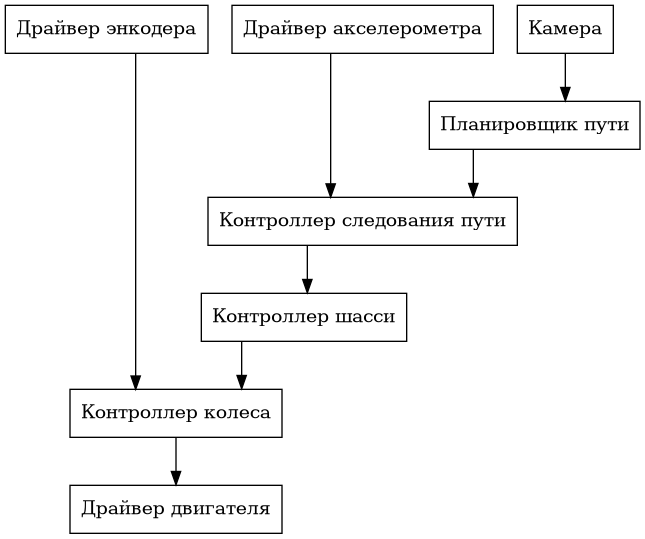 Драйвер энкодера
Драйвер акселерометра
Камера
Планировщик пути
Контроллер следования пути
Контроллер шасси
Контроллер колеса
Драйвер двигателя